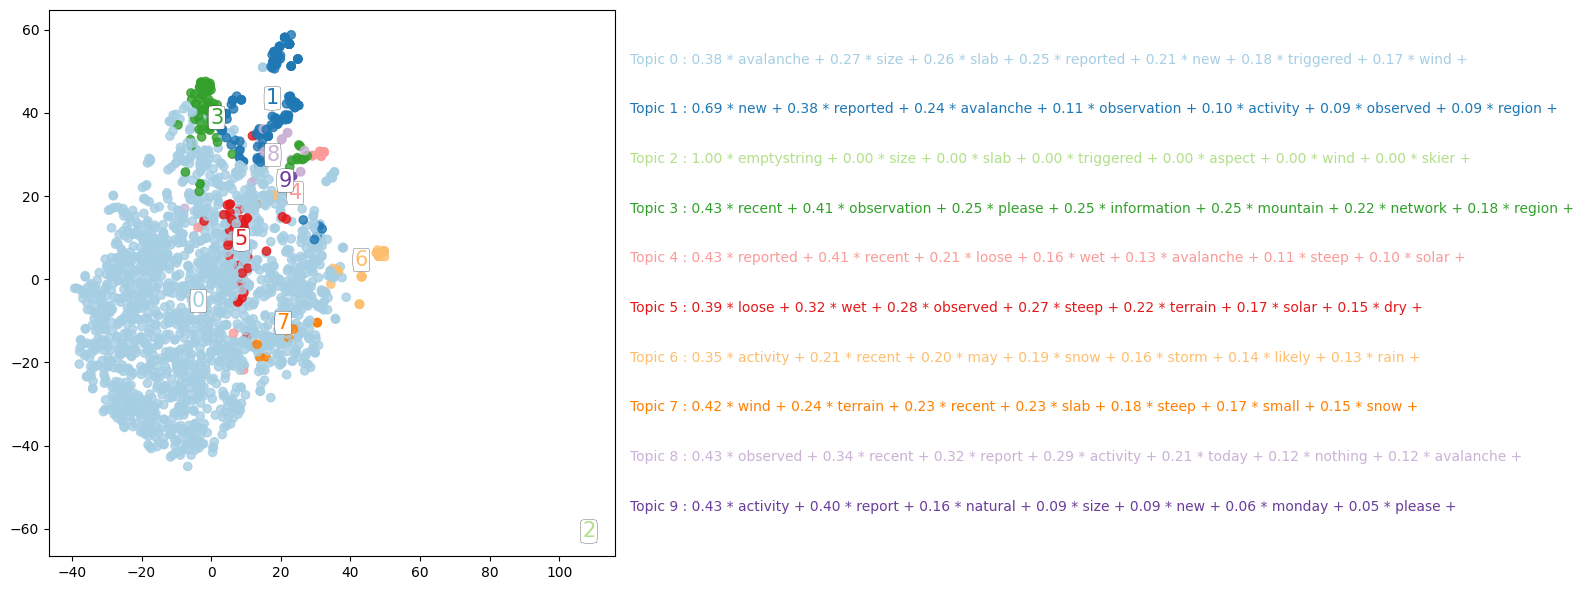 60
40
20
0
−20
−40
−60
−40
−20
0
20
40
60
80
100
1
3
8
9
4
5
6
0
7
2
Topic 0 : 0.38 * avalanche + 0.27 * size + 0.26 * slab + 0.25 * reported + 0.21 * new + 0.18 * triggered + 0.17 * wind +
Topic 1 : 0.69 * new + 0.38 * reported + 0.24 * avalanche + 0.11 * observation + 0.10 * activity + 0.09 * observed + 0.09 * region +
Topic 2 : 1.00 * emptystring + 0.00 * size + 0.00 * slab + 0.00 * triggered + 0.00 * aspect + 0.00 * wind + 0.00 * skier +
Topic 3 : 0.43 * recent + 0.41 * observation + 0.25 * please + 0.25 * information + 0.25 * mountain + 0.22 * network + 0.18 * region +
Topic 4 : 0.43 * reported + 0.41 * recent + 0.21 * loose + 0.16 * wet + 0.13 * avalanche + 0.11 * steep + 0.10 * solar +
Topic 5 : 0.39 * loose + 0.32 * wet + 0.28 * observed + 0.27 * steep + 0.22 * terrain + 0.17 * solar + 0.15 * dry +
Topic 6 : 0.35 * activity + 0.21 * recent + 0.20 * may + 0.19 * snow + 0.16 * storm + 0.14 * likely + 0.13 * rain +
Topic 7 : 0.42 * wind + 0.24 * terrain + 0.23 * recent + 0.23 * slab + 0.18 * steep + 0.17 * small + 0.15 * snow +
Topic 8 : 0.43 * observed + 0.34 * recent + 0.32 * report + 0.29 * activity + 0.21 * today + 0.12 * nothing + 0.12 * avalanche +
Topic 9 : 0.43 * activity + 0.40 * report + 0.16 * natural + 0.09 * size + 0.09 * new + 0.06 * monday + 0.05 * please +